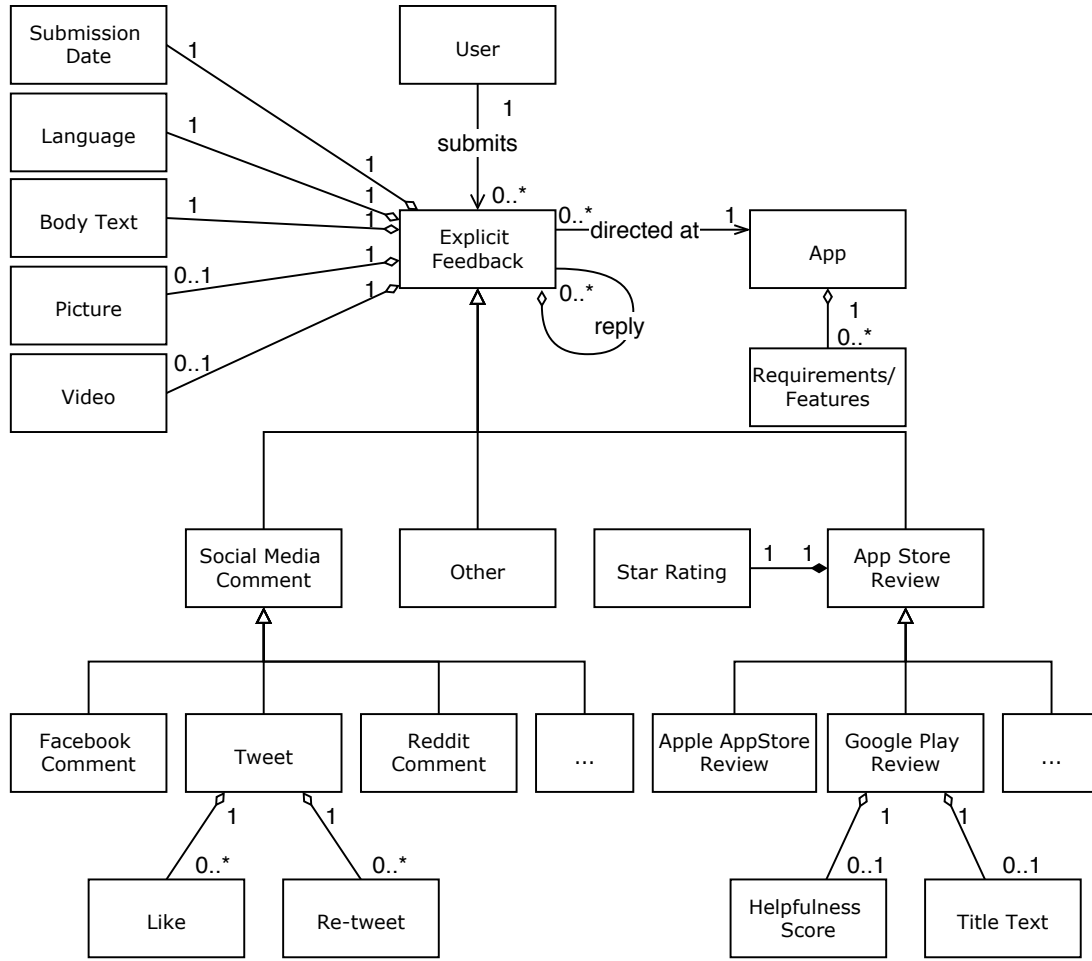 Submission
Date
1
User
1
submits
0..*
Language
1
1
1
Body Text
1
1
Explicit
Feedback
0..*
directed at
1
App
1
0..*
Requirements/
Features
Picture
0..1
1
0..*
reply
Video
0..1
1
Social Media
Comment
Other
Star Rating
1
1
App Store
Review
Facebook
Comment
Tweet
Reddit
Comment
...
Apple AppStore
Review
Google Play
Review
...
1
1
1
1
0..*
0..*
0..1
0..1
Like
Re-tweet
Helpfulness
Score
Title Text